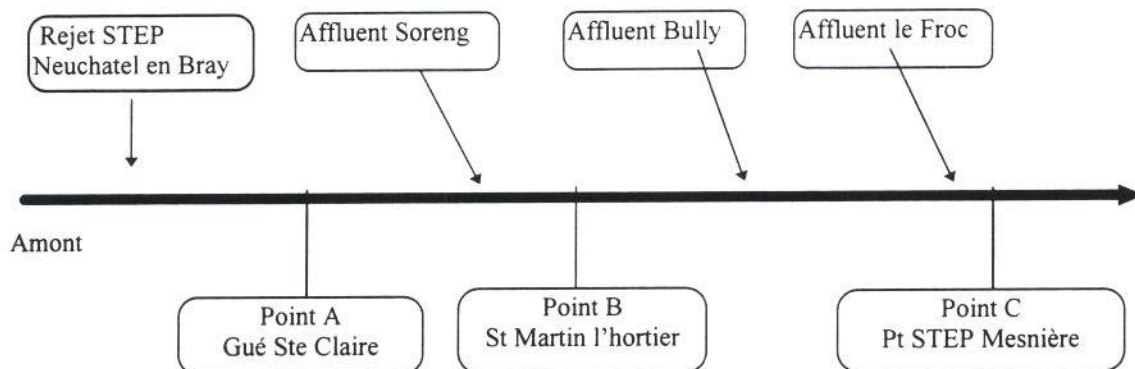 Rejet STEP
Neuchatel en Bray
Affluent Soreng
Affluent Bully
Affluent le Froc
Amont
Point A
Gué Ste Claire
Point B
St Martin l'hortier
Point C
Pt STEP Mesnière